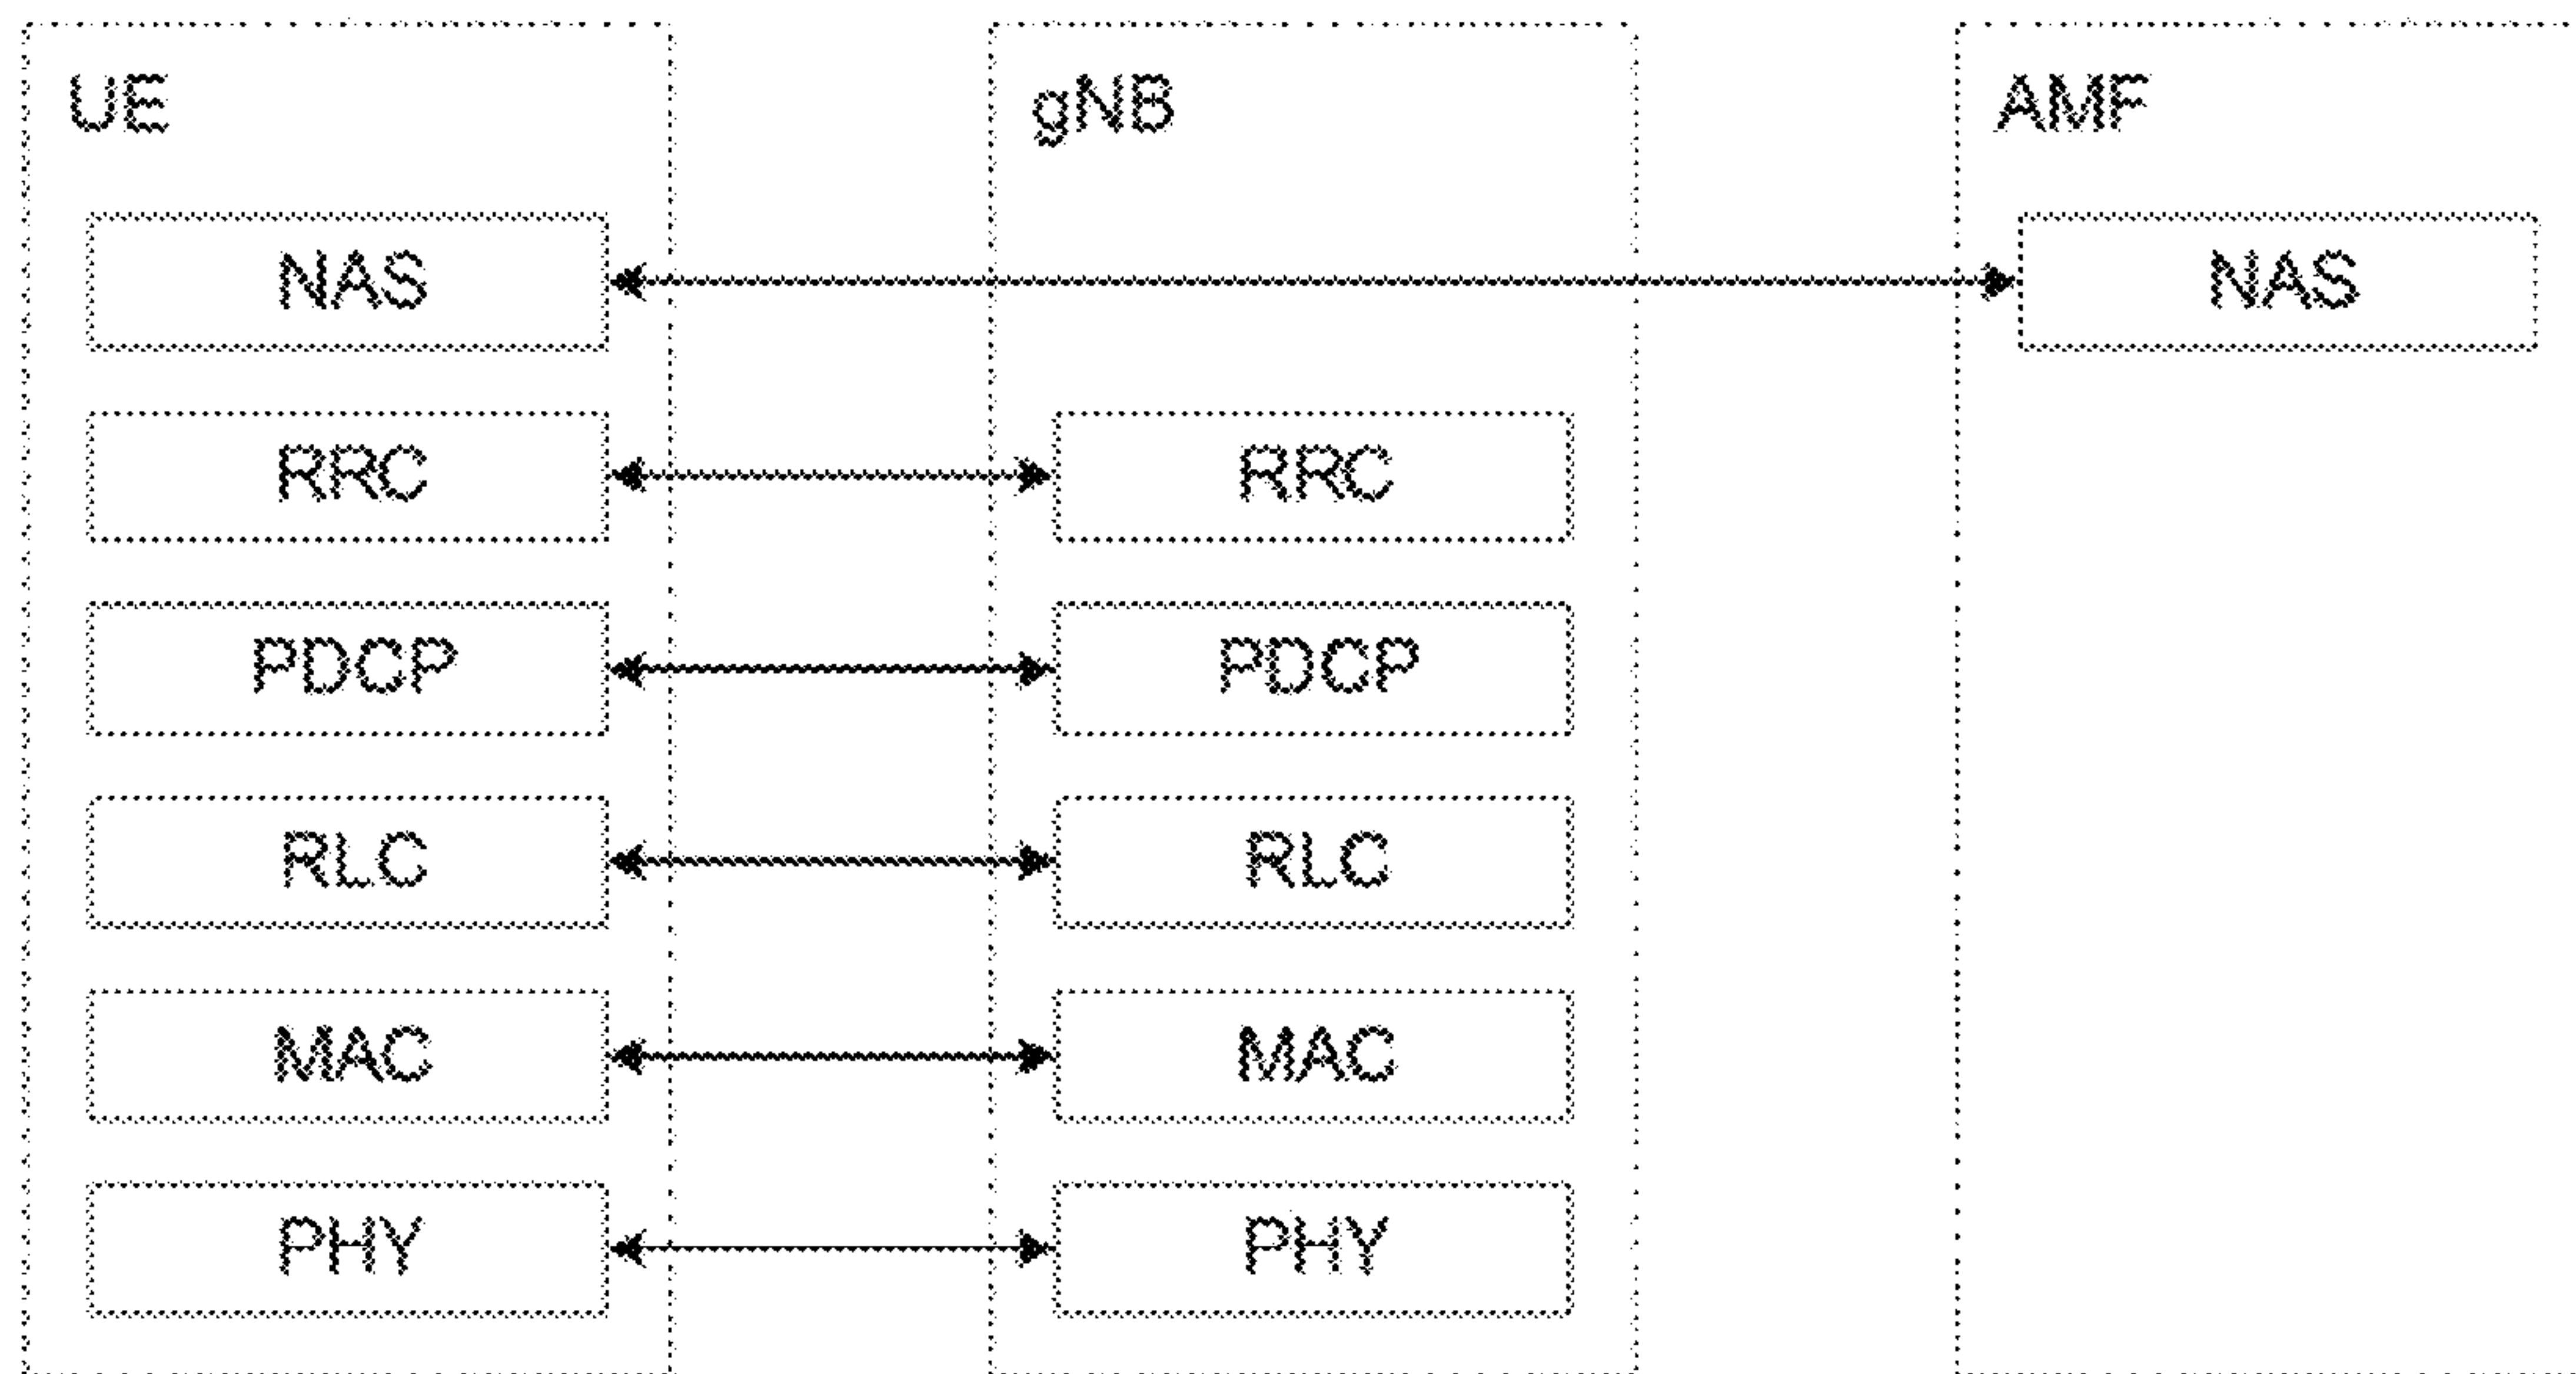 UE gNB AMF
NAS NAS
RRC RRC
PDCP PDCP
RLC RLC
MAC MAC
PHY PHY